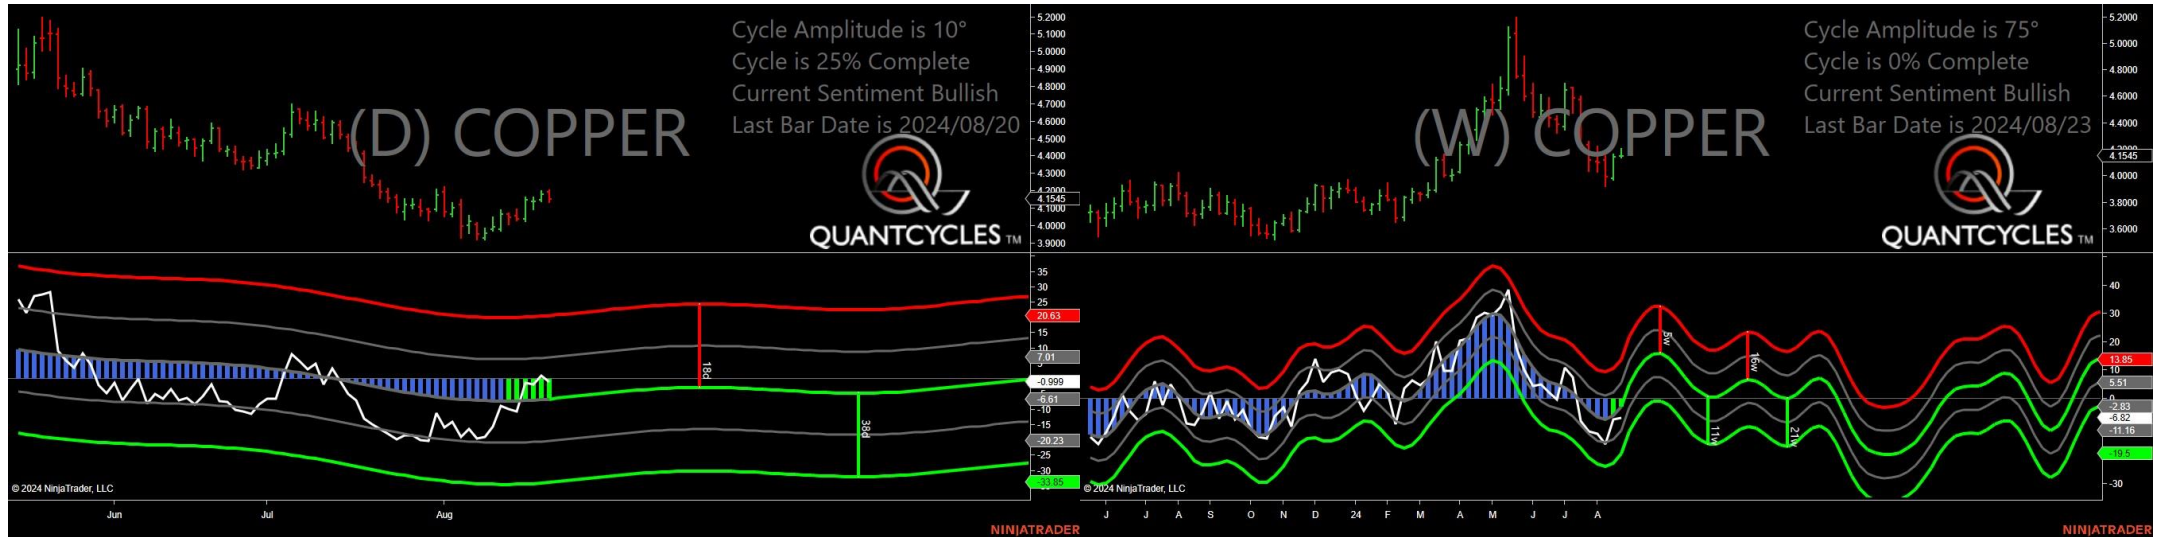 Cycle Amplitude is 10°
Cycle is 25% Complete
Current Sentiment Bullish
Last Bar Date is 2024/08/20
(D) COPPER
QUANTCYCLES TM
5.2000
5.1000
5.0000
4.9000
4.8000
4.7000
4.6000
4.5000
4.4000
4.3000
4.2000
4.1545
4.1000
4.0000
3.9000
35
30
25
20.63
15
10
7.01
-0.999
-6.61
-10
-15
-20.23
-30
-33.85
18d
38d
© 2024 NinjaTrader, LLC
Jun Jul Aug
NINJATRADER
Cycle Amplitude is 75°
Cycle is 0% Complete
Current Sentiment Bullish
Last Bar Date is 2024/08/23
(W) COPPER
QUANTCYCLES TM
5.2000
5.0000
4.8000
4.6000
4.4000
4.1545
4.0000
3.8000
3.6000
40
30
20
13.85
10
5.51
0
-2.83
-6.82
-11.16
-19.5
-30
5w
16w
11w
21w
© 2024 NinjaTrader, LLC
J J A S O N D 24 F M A M J J A
NINJATRADER